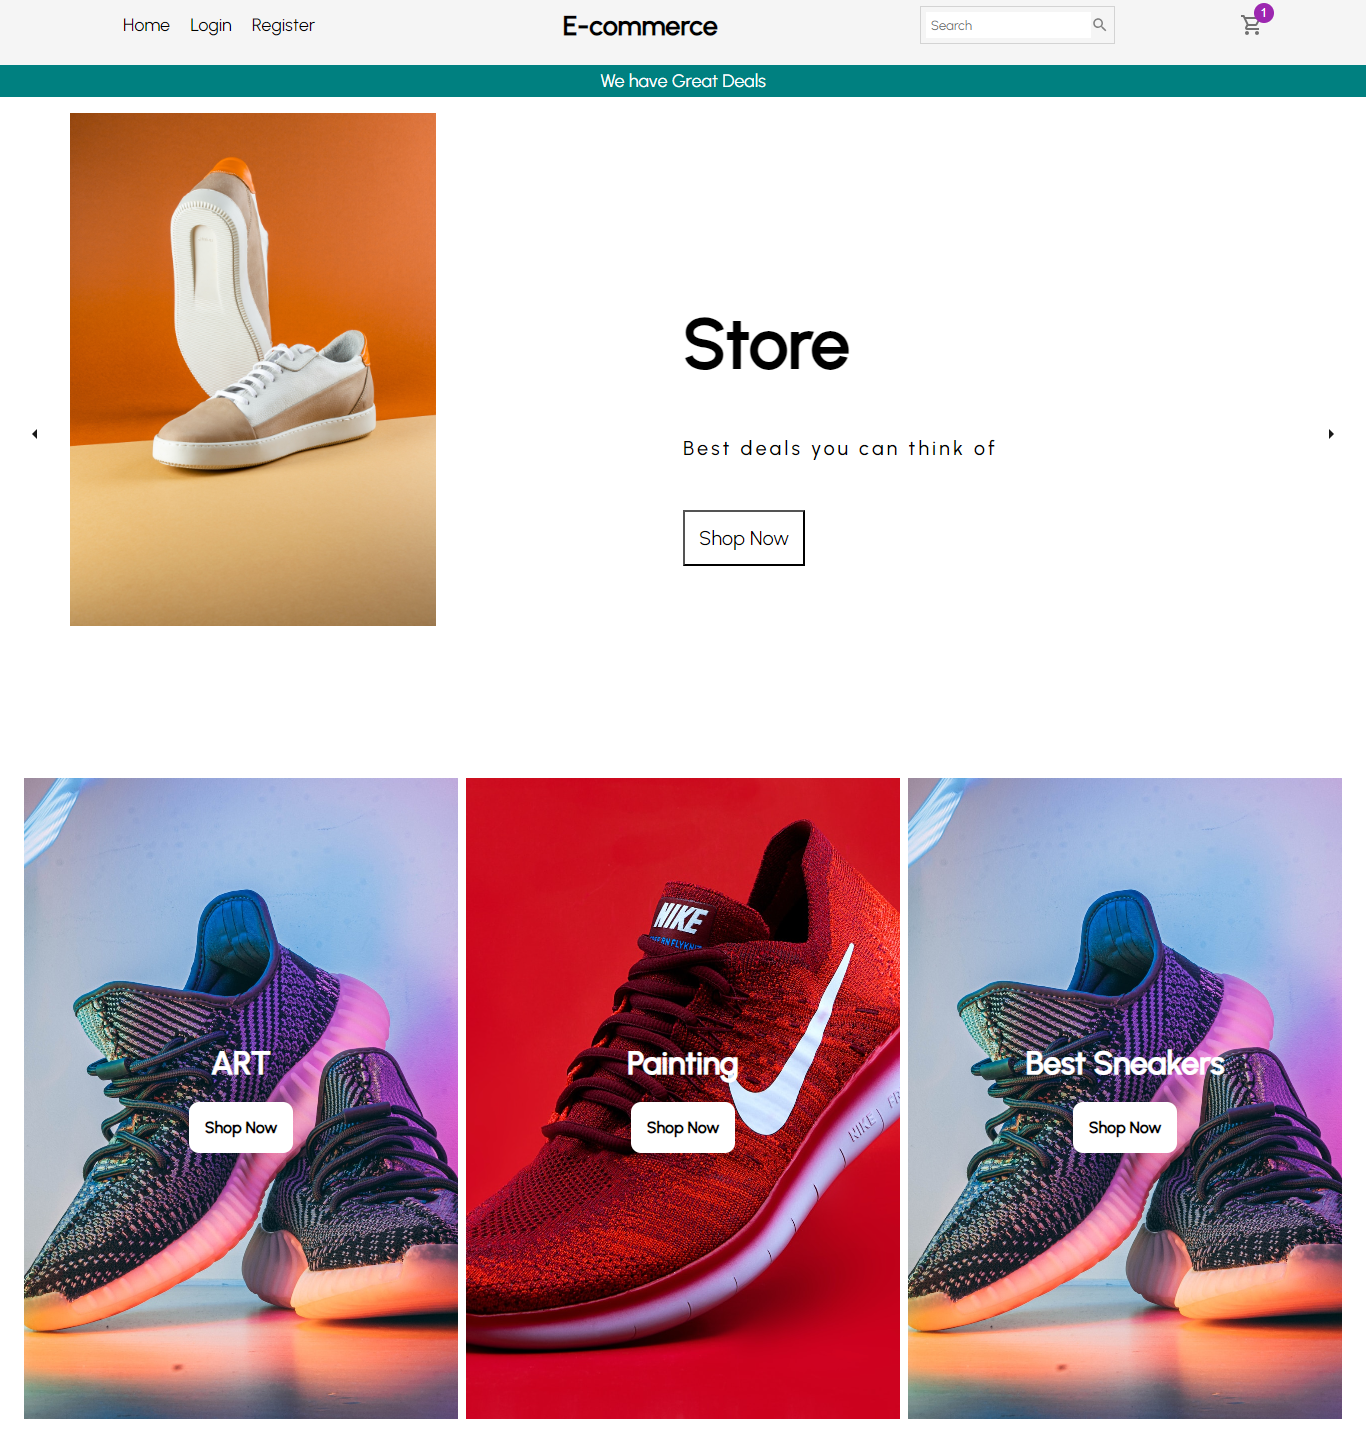 Home Login Register E-commerce Search 1
We have Great Deals
Store
Best deals you can think of
Shop Now
NIKE
NIKE
ART Painting Best Sneakers
Shop Now Shop Now Shop Now